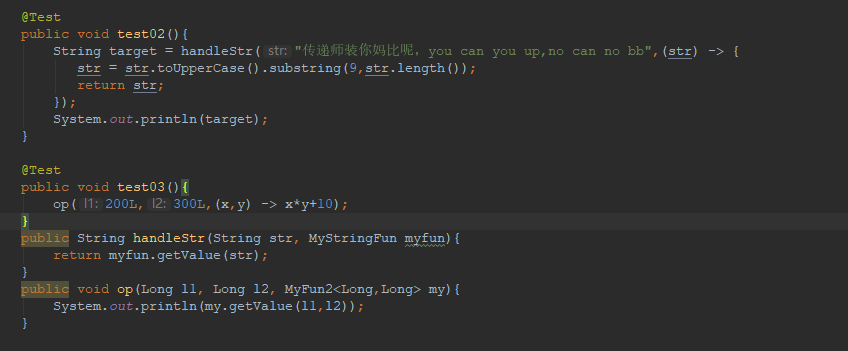 @Test
public void test02(){
    String target = handleStr( str: "传递师装你妈比呢，you can you up,no can no bb",(str) -> {
       str = str.toUpperCase().substring(9,str.length());
       return str;
    });
    System.out.println(target);
}
@Test
public void test03(){
    op( l1: 200L, l2: 300L,(x,y) -> x*y+10);
}
public String handleStr(String str, MyStringFun myfun){
    return myfun.getValue(str);
}
public void op(Long l1, Long l2, MyFun2<Long,Long> my){
    System.out.println(my.getValue(l1,l2));
}